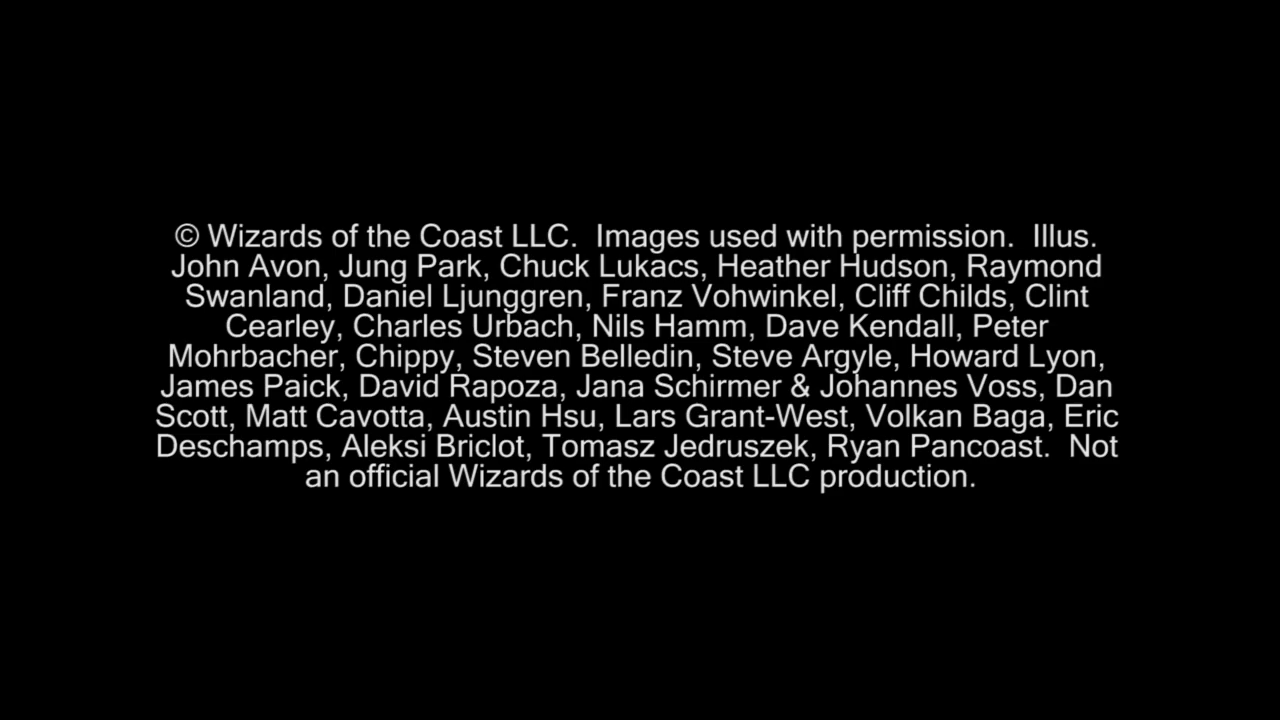 © Wizards of the Coast LLC.  Images used with permission.  Illus.
John Avon, Jung Park, Chuck Lukacs, Heather Hudson, Raymond
Swanland, Daniel Ljunggren, Franz Vohwinkel, Cliff Childs, Clint
Cearley, Charles Urbach, Nils Hamm, Dave Kendall, Peter
Mohrbacher, Chippy, Steven Belledin, Steve Argyle, Howard Lyon,
James Paick, David Rapoza, Jana Schirmer & Johannes Voss, Dan
Scott, Matt Cavotta, Austin Hsu, Lars Grant-West, Volkan Baga, Eric
Deschamps, Aleksi Briclot, Tomasz Jedruszek, Ryan Pancoast.  Not
an official Wizards of the Coast LLC production.